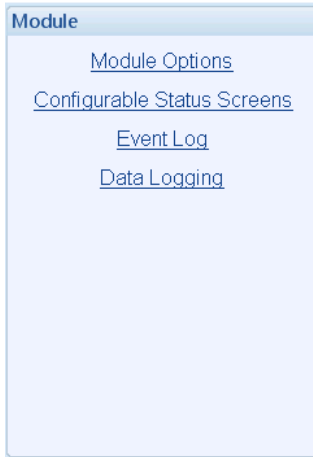 Module
Module Options
Configurable Status Screens
Event Log
Data Logging